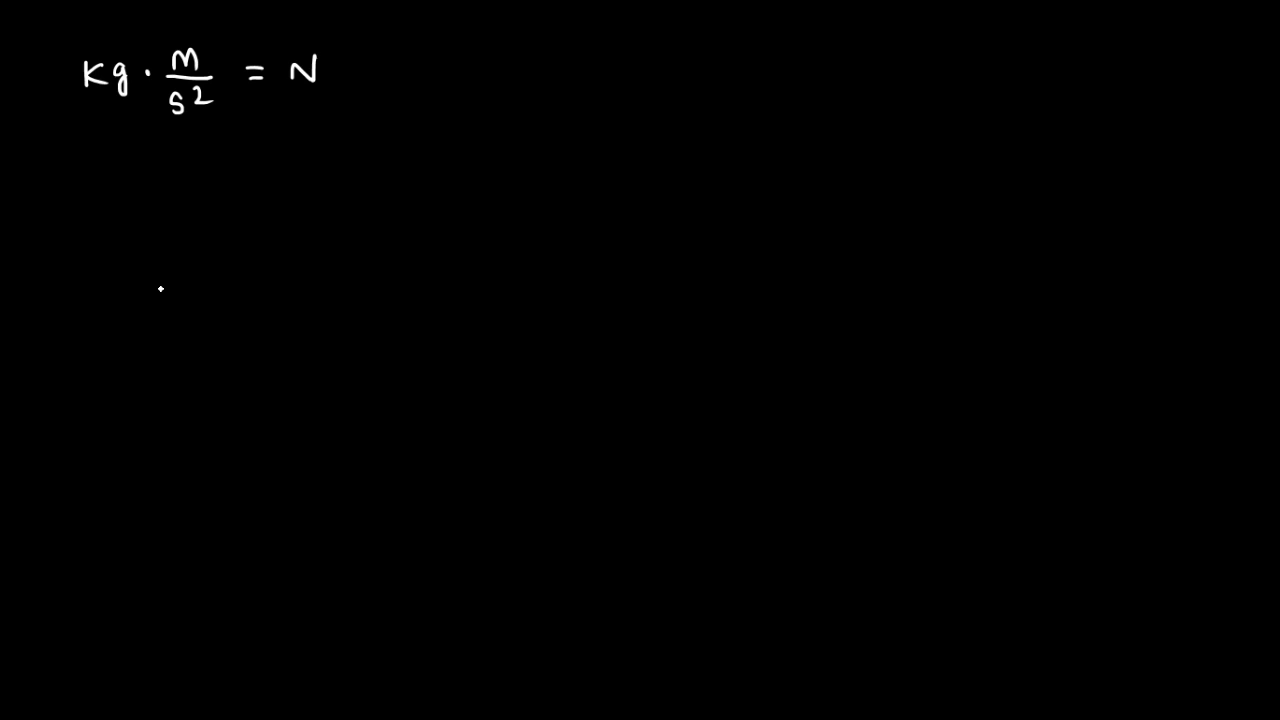 Kg · m/s² = N